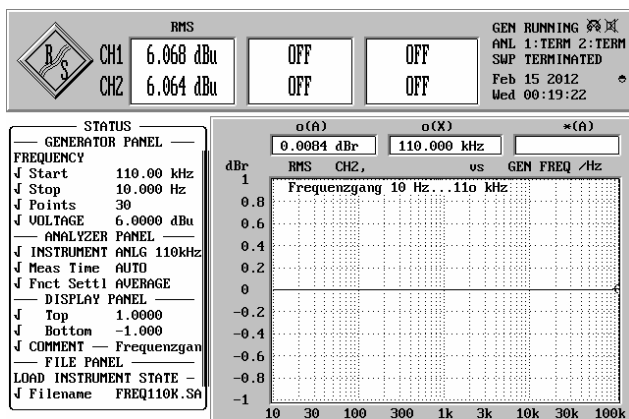 RMS
CH1 6.068 dBu OFF OFF
CH2 6.064 dBu OFF OFF
R S
GEN RUNNING
ANL 1:TERM 2:TERM
SWP TERMINATED
Feb 15 2012
Wed 00:19:22
STATUS
GENERATOR PANEL
FREQUENCY
Start 110.00 kHz
Stop 10.000 Hz
Points 30
VOLTAGE 6.0000 dBu
ANALYZER PANEL
INSTRUMENT ANLG 110kHz
Meas Time AUTO
Fnct Settl AVERAGE
DISPLAY PANEL
Top 1.0000
Bottom -1.000
COMMENT — Frequenzgan
FILE PANEL
LOAD INSTRUMENT STATE -
Filename FREQ110K.SA
o(A) o(X) *(A)
0.0084 dBr 110.000 kHz
dBr RMS CH2, vs GEN FREQ /Hz
Frequenzgang 10 Hz...11o kHz
1
0.8
0.6
0.4
0.2
0
-0.2
-0.4
-0.6
-0.8
-1
10 30 100 300 1k 3k 10k 30k 100k